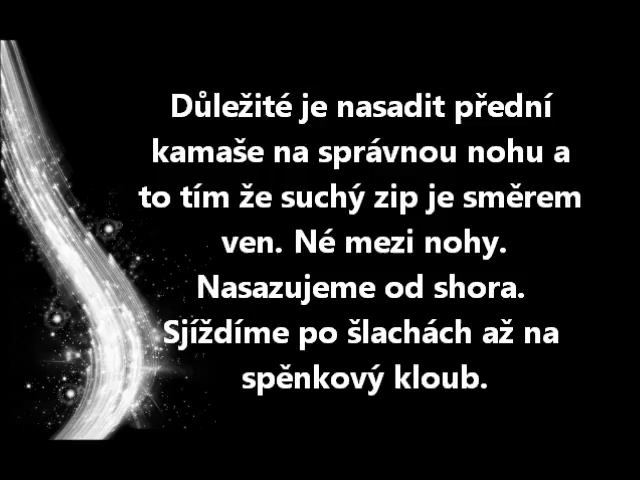 Důležité je nasadit přední
kamaše na správnou nohu a
to tím že suchý zip je směrem
ven. Né mezi nohy.
Nasazujeme od shora.
Sjíždíme po šlachách až na
spěnkový kloub.